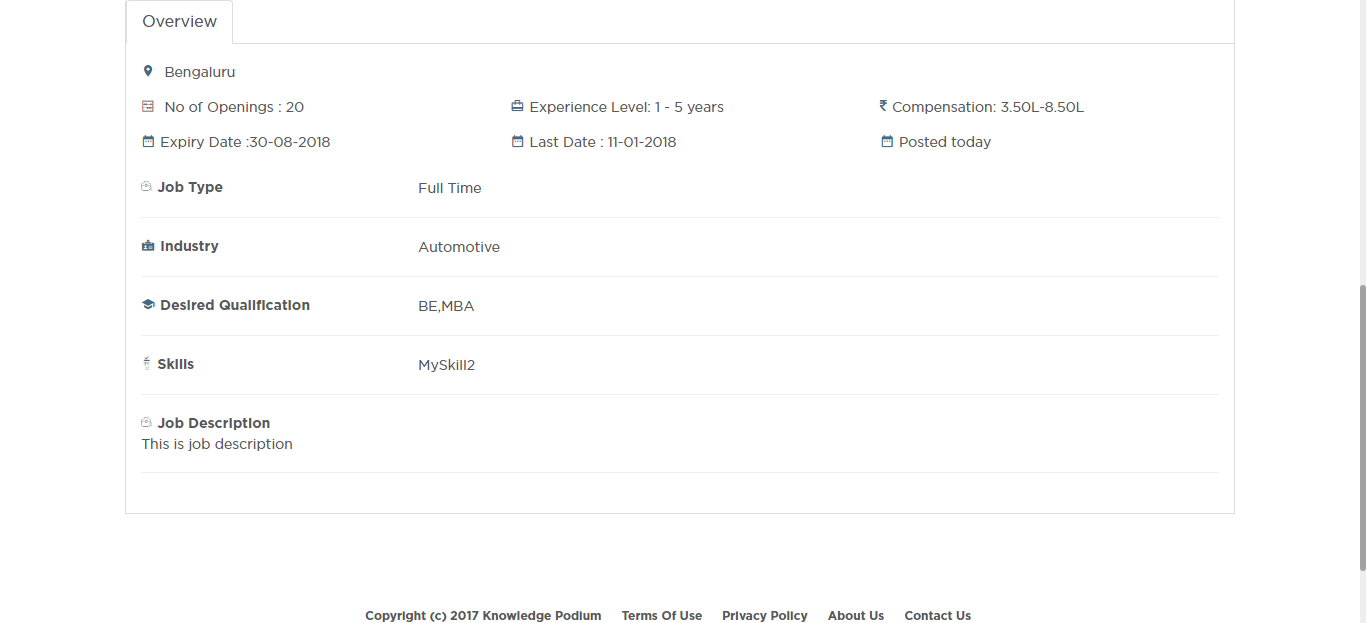 Overview
Bengaluru
No of Openings : 20
Experience Level: 1 - 5 years
₹ Compensation: 3.50L-8.50L
Expiry Date :30-08-2018
Last Date : 11-01-2018
Posted today
Job Type
Full Time
Industry
Automotive
Desired Qualification
BE,MBA
Skills
MySkill2
Job Description
This is job description
Copyright (c) 2017 Knowledge Podium Terms Of Use Privacy Policy About Us Contact Us